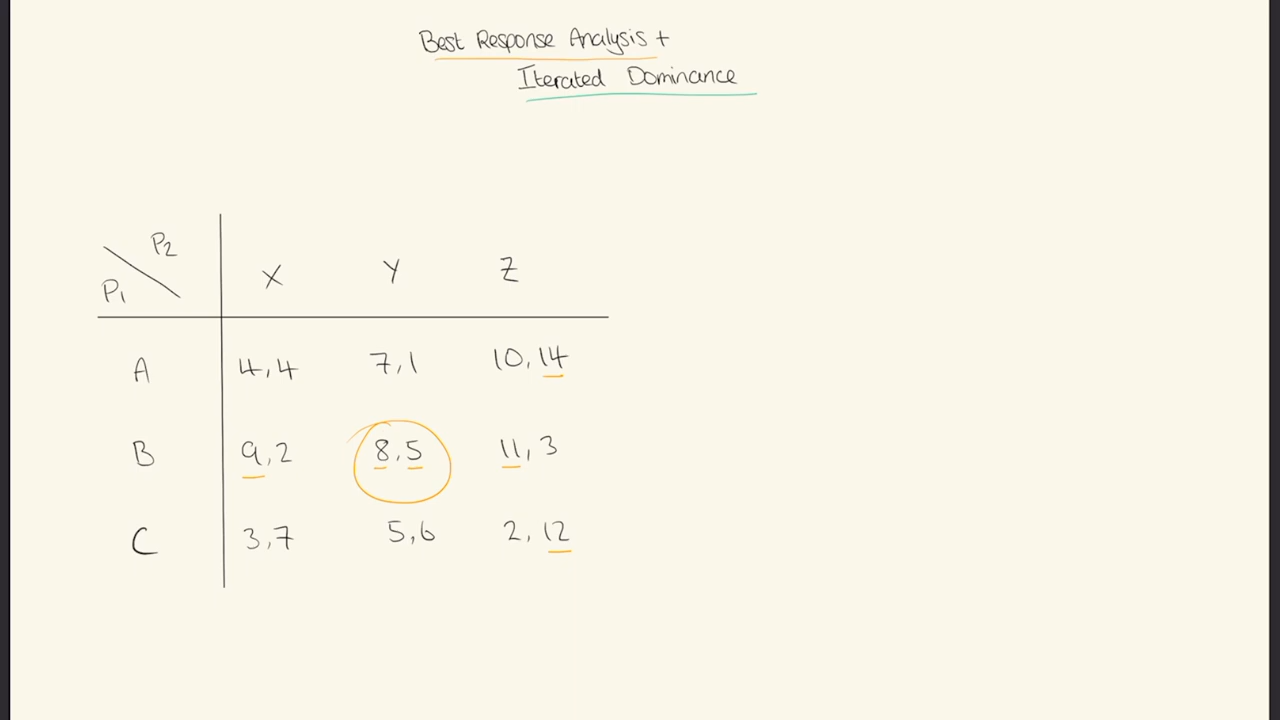 Best Response Analysis +
Iterated Dominance
P2
P1
X Y Z
A 4,4 7,1 10,14
B 9,2 8,5 11,3
C 3,7 5,6 2,12